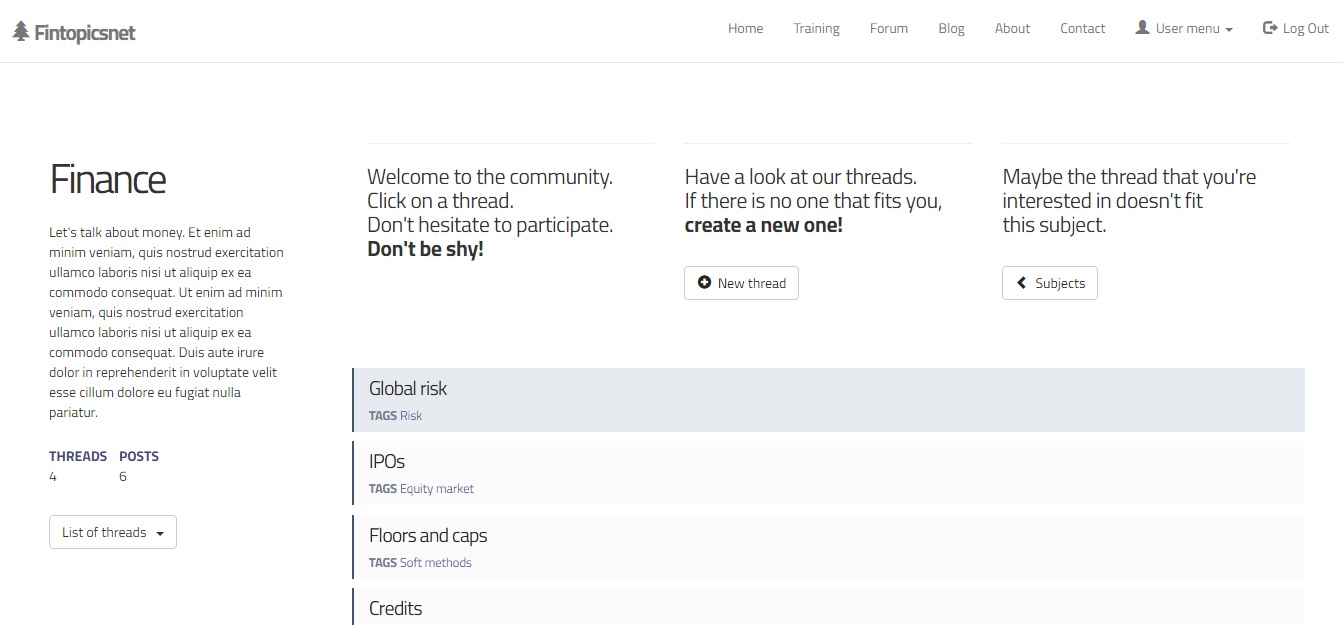 Fintopicsnet
Home Training Forum Blog About Contact User menu Log Out
Finance
Let's talk about money. Et enim ad
minim veniam, quis nostrud exercitation
ullamco laboris nisi ut aliquip ex ea
commodo consequat. Ut enim ad minim
veniam, quis nostrud exercitation
ullamco laboris nisi ut aliquip ex ea
commodo consequat. Duis aute irure
dolor in reprehenderit in voluptate velit
esse cillum dolore eu fugiat nulla
pariatur.
THREADS POSTS
4 6
List of threads
Welcome to the community.
Click on a thread.
Don't hesitate to participate.
Don't be shy!
Have a look at our threads.
If there is no one that fits you,
create a new one!
New thread
Maybe the thread that you're
interested in doesn't fit
this subject.
Subjects
Global risk
TAGS Risk
IPOs
TAGS Equity market
Floors and caps
TAGS Soft methods
Credits